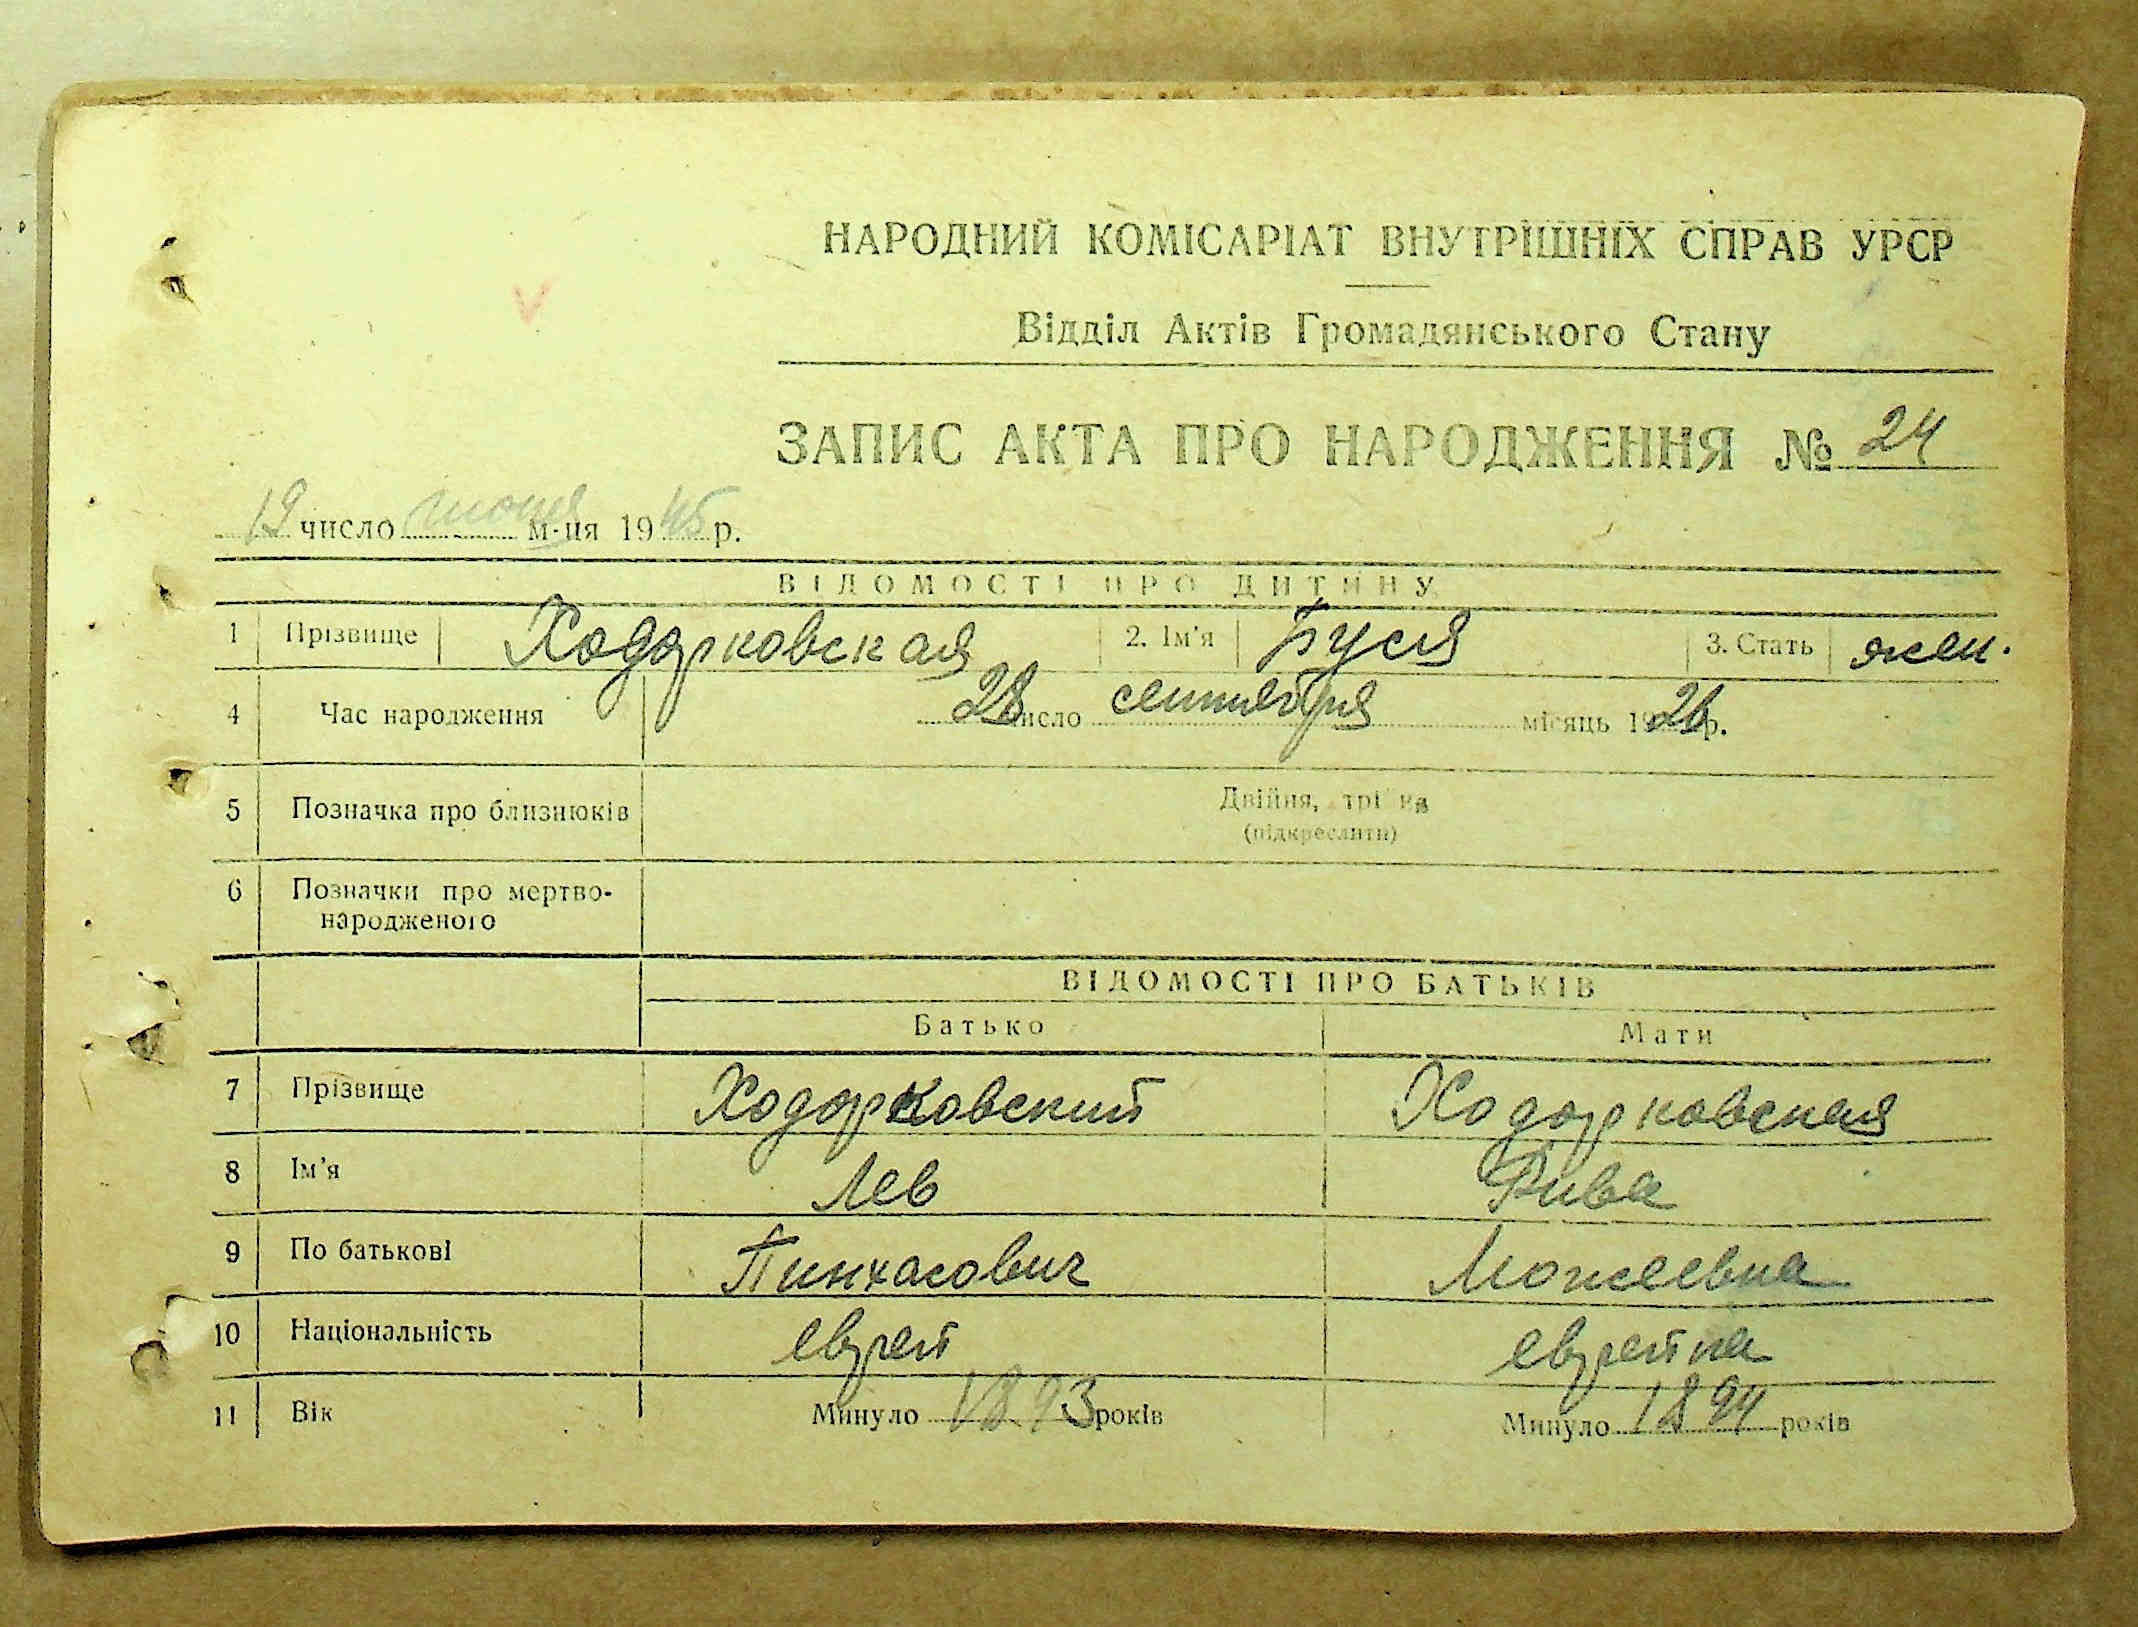 НАРОДНИЙ КОМІСАРІАТ ВНУТРІШНІХ СПРАВ УРСР
Відділ Актів Громадянського Стану
ЗАПИС АКТА ПРО НАРОДЖЕННЯ № 24
19 число июня м-ця 1945 р.
ВІДОМОСТІ ПРО ДИТИНУ
1 Прізвище Ходорковская 2. Ім'я Буся 3. Стать жен.
4 Час народження 28 число сентября місяць 1926 р.
5 Позначка про близнюків Двійня, трійня
(підкреслити)
6 Позначки про мертво-
народженого
ВІДОМОСТІ ПРО БАТЬКІВ
Батько Мати
7 Прізвище Ходорковский Ходорковская
8 Ім'я Лев Рива
9 По батькові Пинхасович Мошеевна
10 Національність еврей еврейка
11 Вік Минуло 1893 років Минуло 1894 років